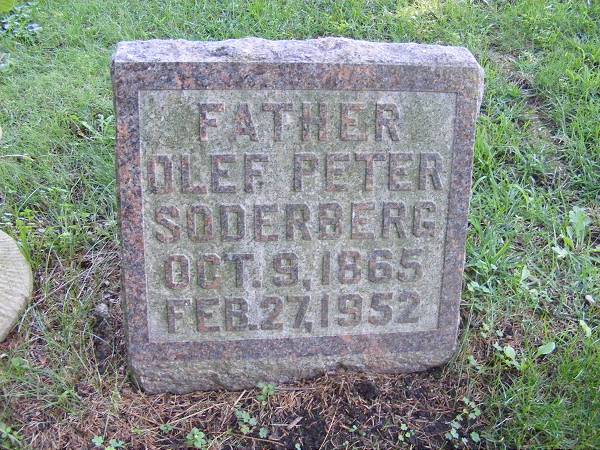 FATHER
OLEF PETER
SODERBERG
OCT. 9, 1865
FEB. 27, 1952